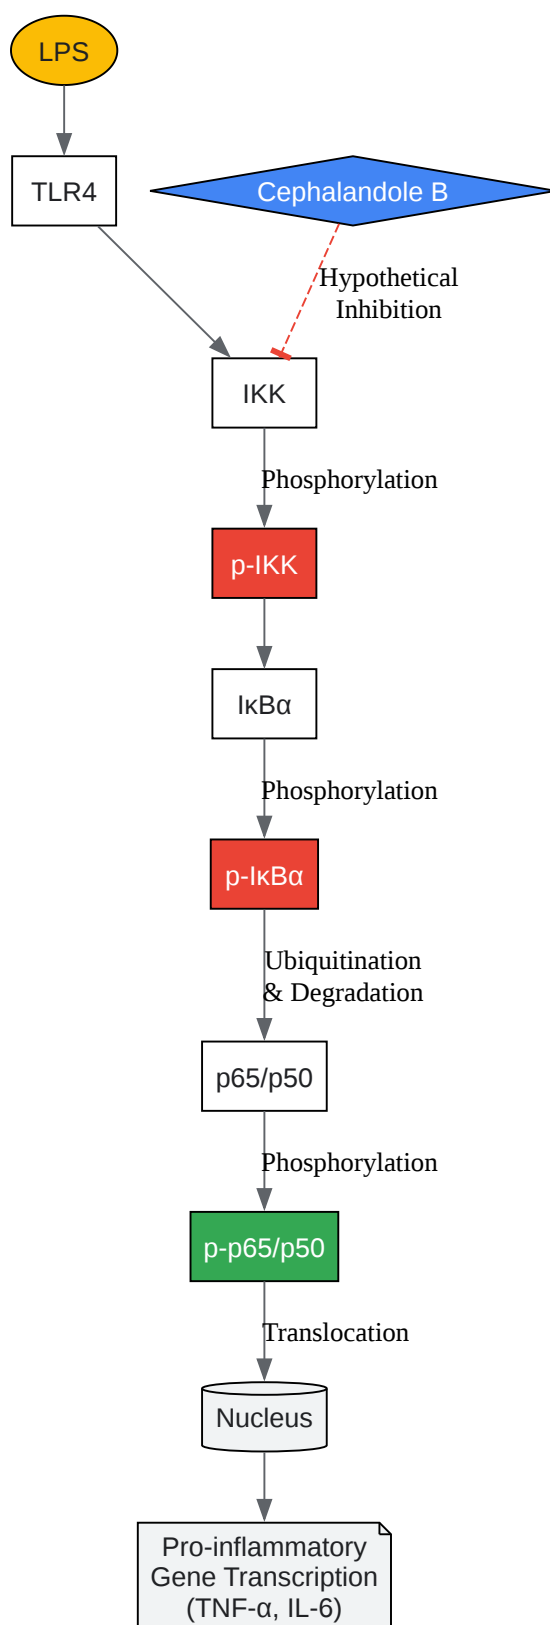 LPS
TLR4
Cephalandole B
Hypothetical
Inhibition
IKK
Phosphorylation
p-IKK
IκBα
Phosphorylation
p-IκBα
Ubiquitination
& Degradation
p65/p50
Phosphorylation
p-p65/p50
Translocation
Nucleus
Pro-inflammatory
Gene Transcription
(TNF-α, IL-6)